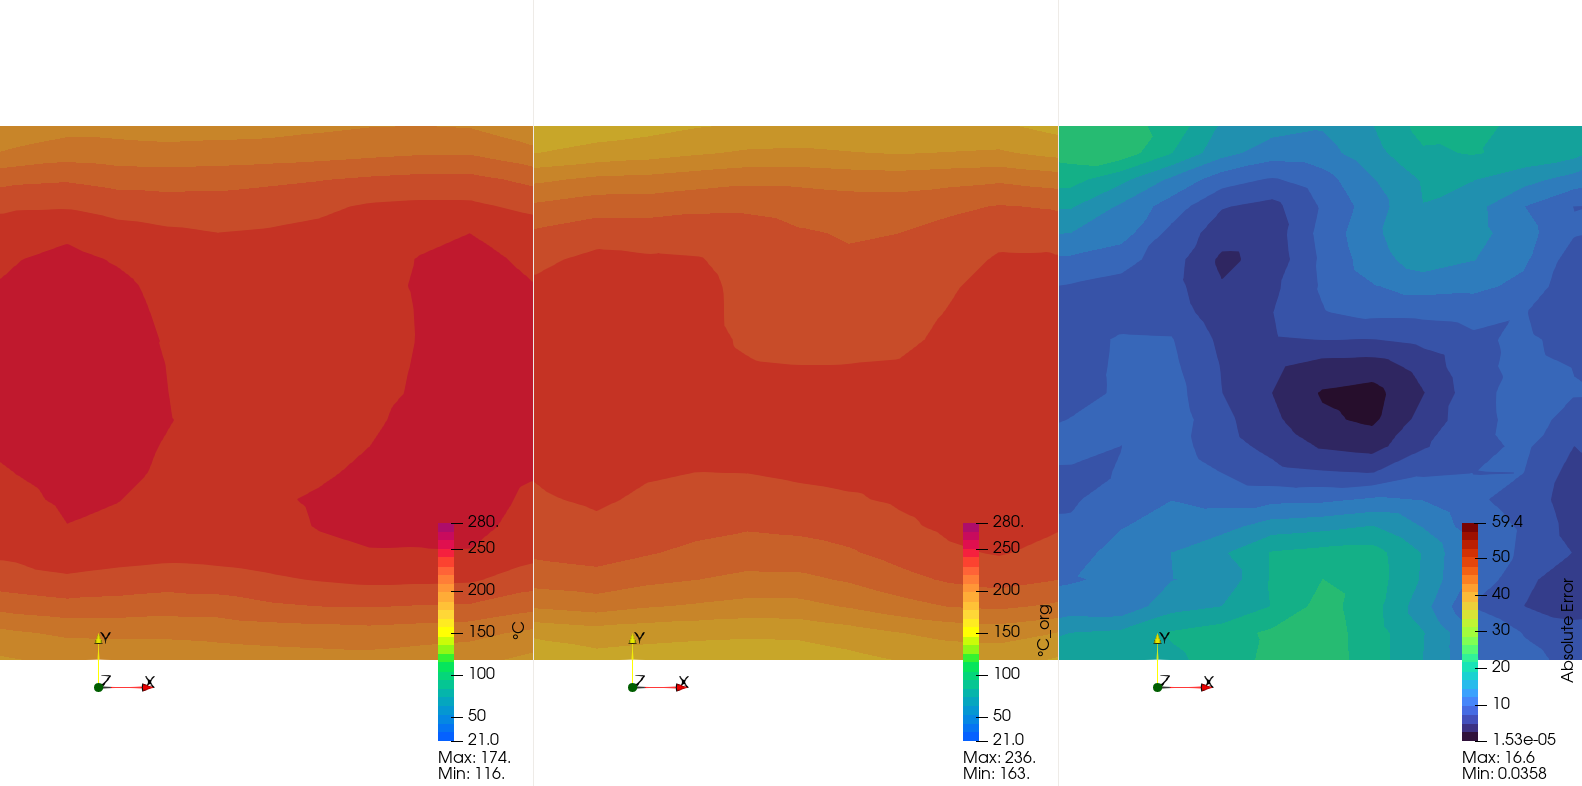 280.
250
200
150
100
50
21.0
°C
Max: 174.
Min: 116.
Y
Z
X
280.
250
200
150
100
50
21.0
°C_org
Max: 236.
Min: 163.
Y
Z
X
59.4
50
40
30
20
10
1.53e-05
Absolute Error
Max: 16.6
Min: 0.0358
Y
Z
X